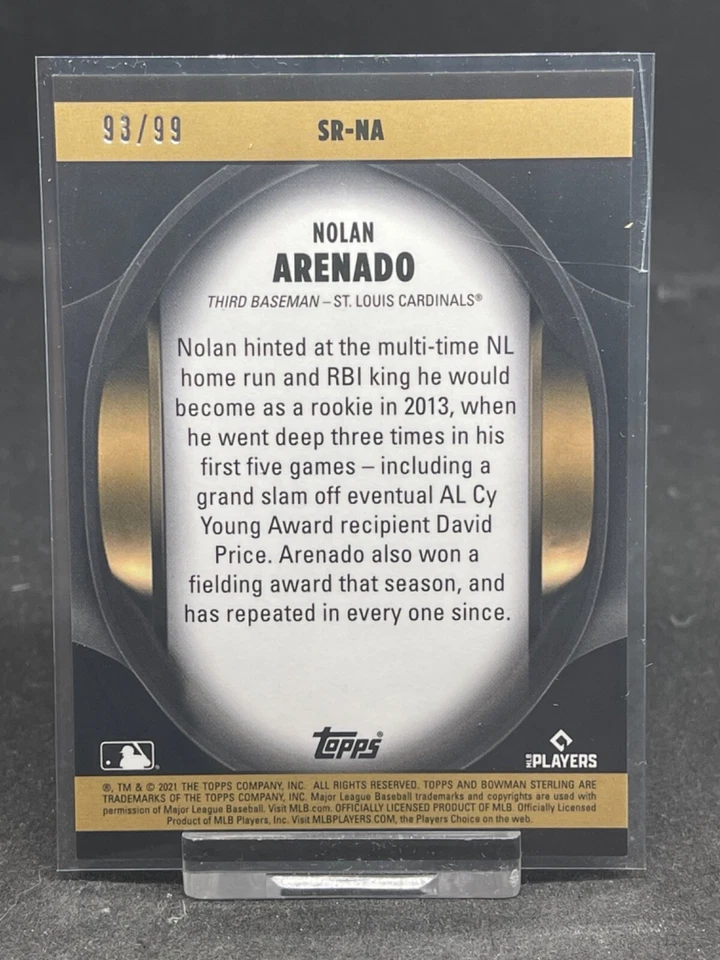 93/99 SR-NA
NOLAN
ARENADO
THIRD BASEMAN – ST. LOUIS CARDINALS®
Nolan hinted at the multi-time NL
home run and RBI king he would
become as a rookie in 2013, when
he went deep three times in his
first five games – including a
grand slam off eventual AL Cy
Young Award recipient David
Price. Arenado also won a
fielding award that season, and
has repeated in every one since.
Topps®
MLB PLAYERS
®, TM & © 2021 THE TOPPS COMPANY, INC. ALL RIGHTS RESERVED. TOPPS AND BOWMAN STERLING ARE
TRADEMARKS OF THE TOPPS COMPANY, INC. Major League Baseball trademarks and copyrights are used with
permission of Major League Baseball. Visit MLB.com. OFFICIALLY LICENSED PRODUCT OF MLB. Officially Licensed
Product of MLB Players, Inc. Visit MLBPLAYERS.COM, the Players Choice on the web.